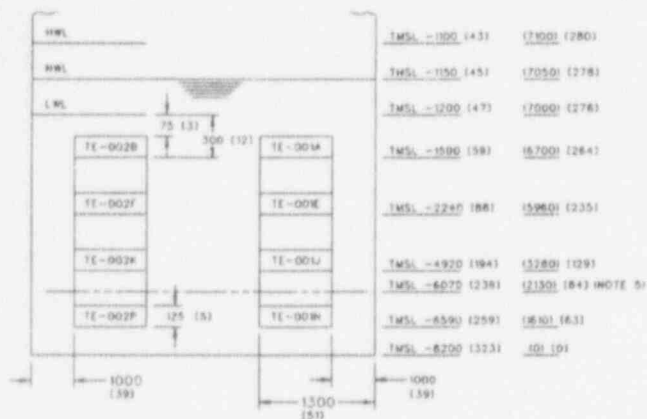 HWL TMSL -1100 (43) (7100) (280)
NWL TMSL -1150 (45) (7050) (278)
LWL TMSL -1200 (47) (7000) (276)
75 (3) 300 (12)
TE-002B TE-001A TMSL -1500 (59) (6700) (264)
TE-002F TE-001E TMSL -2240 (88) (5960) (235)
TE-002K TE-001J TMSL -4920 (194) (3280) (129)
TMSL -6070 (239) (2130) (84) (NOTE 5)
TE-002P 125 (5) TE-001N TMSL -6590 (259) (1610) (63)
TMSL -8200 (323) (0) (0)
1000 1000
(39) 1300 (39)
(51)